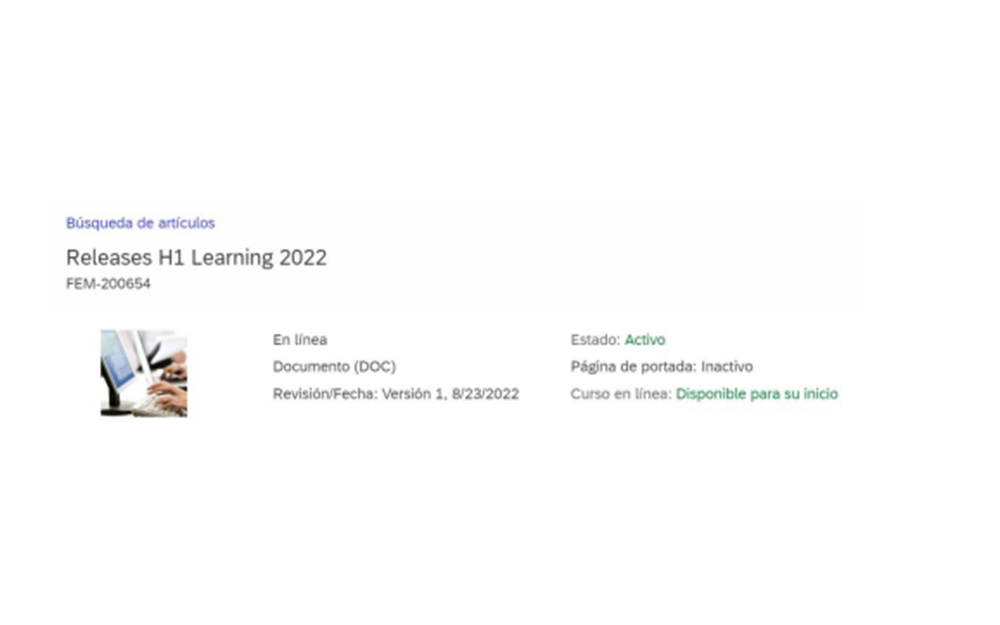 Búsqueda de artículos
Releases H1 Learning 2022
FEM-200654
En línea
Documento (DOC)
Revisión/Fecha: Versión 1, 8/23/2022
Estado: Activo
Página de portada: Inactivo
Curso en línea: Disponible para su inicio